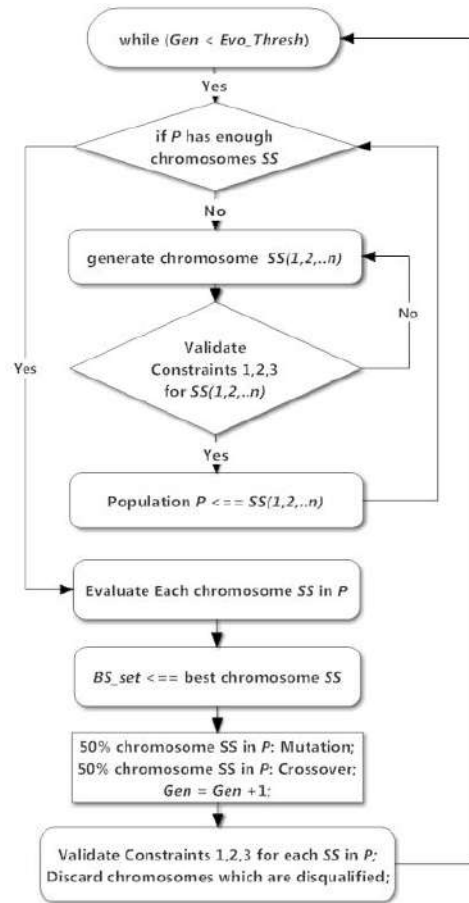 while (Gen < Evo_Thresh)
Yes
if P has enough
chromosomes SS
No
generate chromosome SS(1,2,..n)
No
Validate
Constraints 1,2,3
for SS(1,2,..n)
Yes
Yes
Population P <== SS(1,2,..n)
Evaluate Each chromosome SS in P
BS_set <== best chromosome SS
50% chromosome SS in P: Mutation;
50% chromosome SS in P: Crossover;
Gen = Gen +1;
Validate Constraints 1,2,3 for each SS in P;
Discard chromosomes which are disqualified;